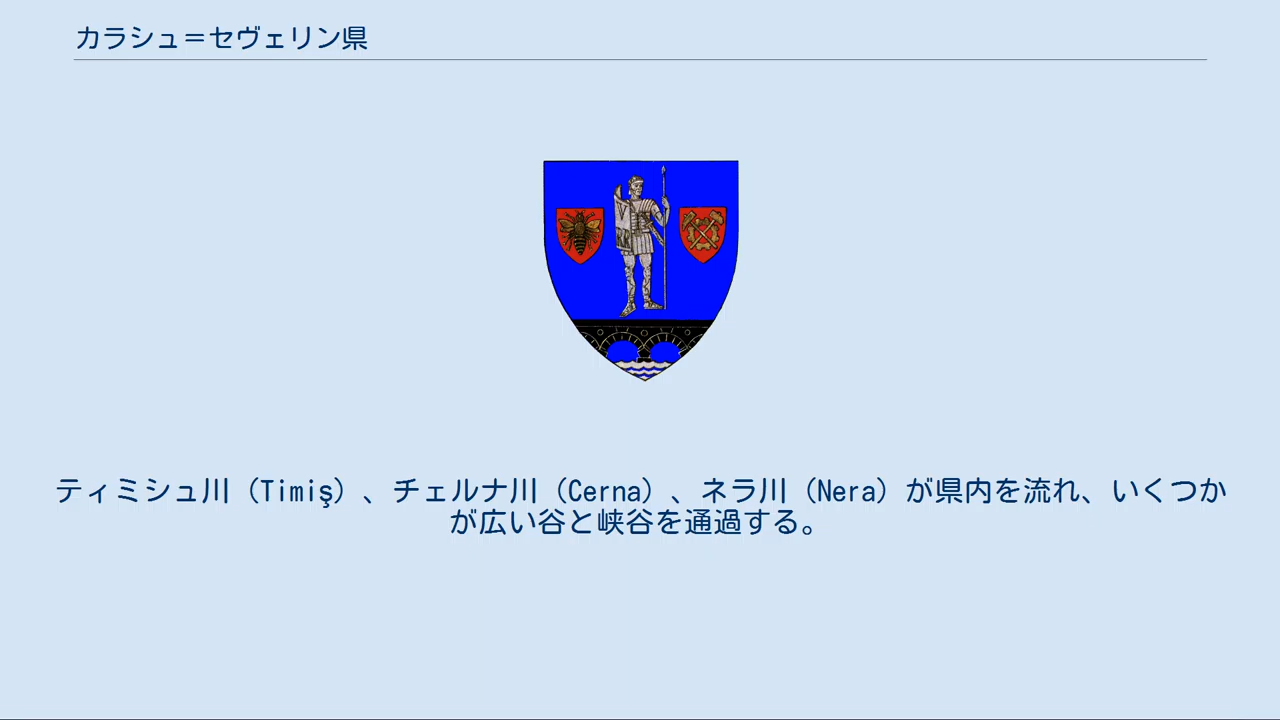 カラシュ＝セヴェリン県
ティミシュ川（Timiş）、チェルナ川（Cerna）、ネラ川（Nera）が県内を流れ、いくつか
が広い谷と峡谷を通過する。